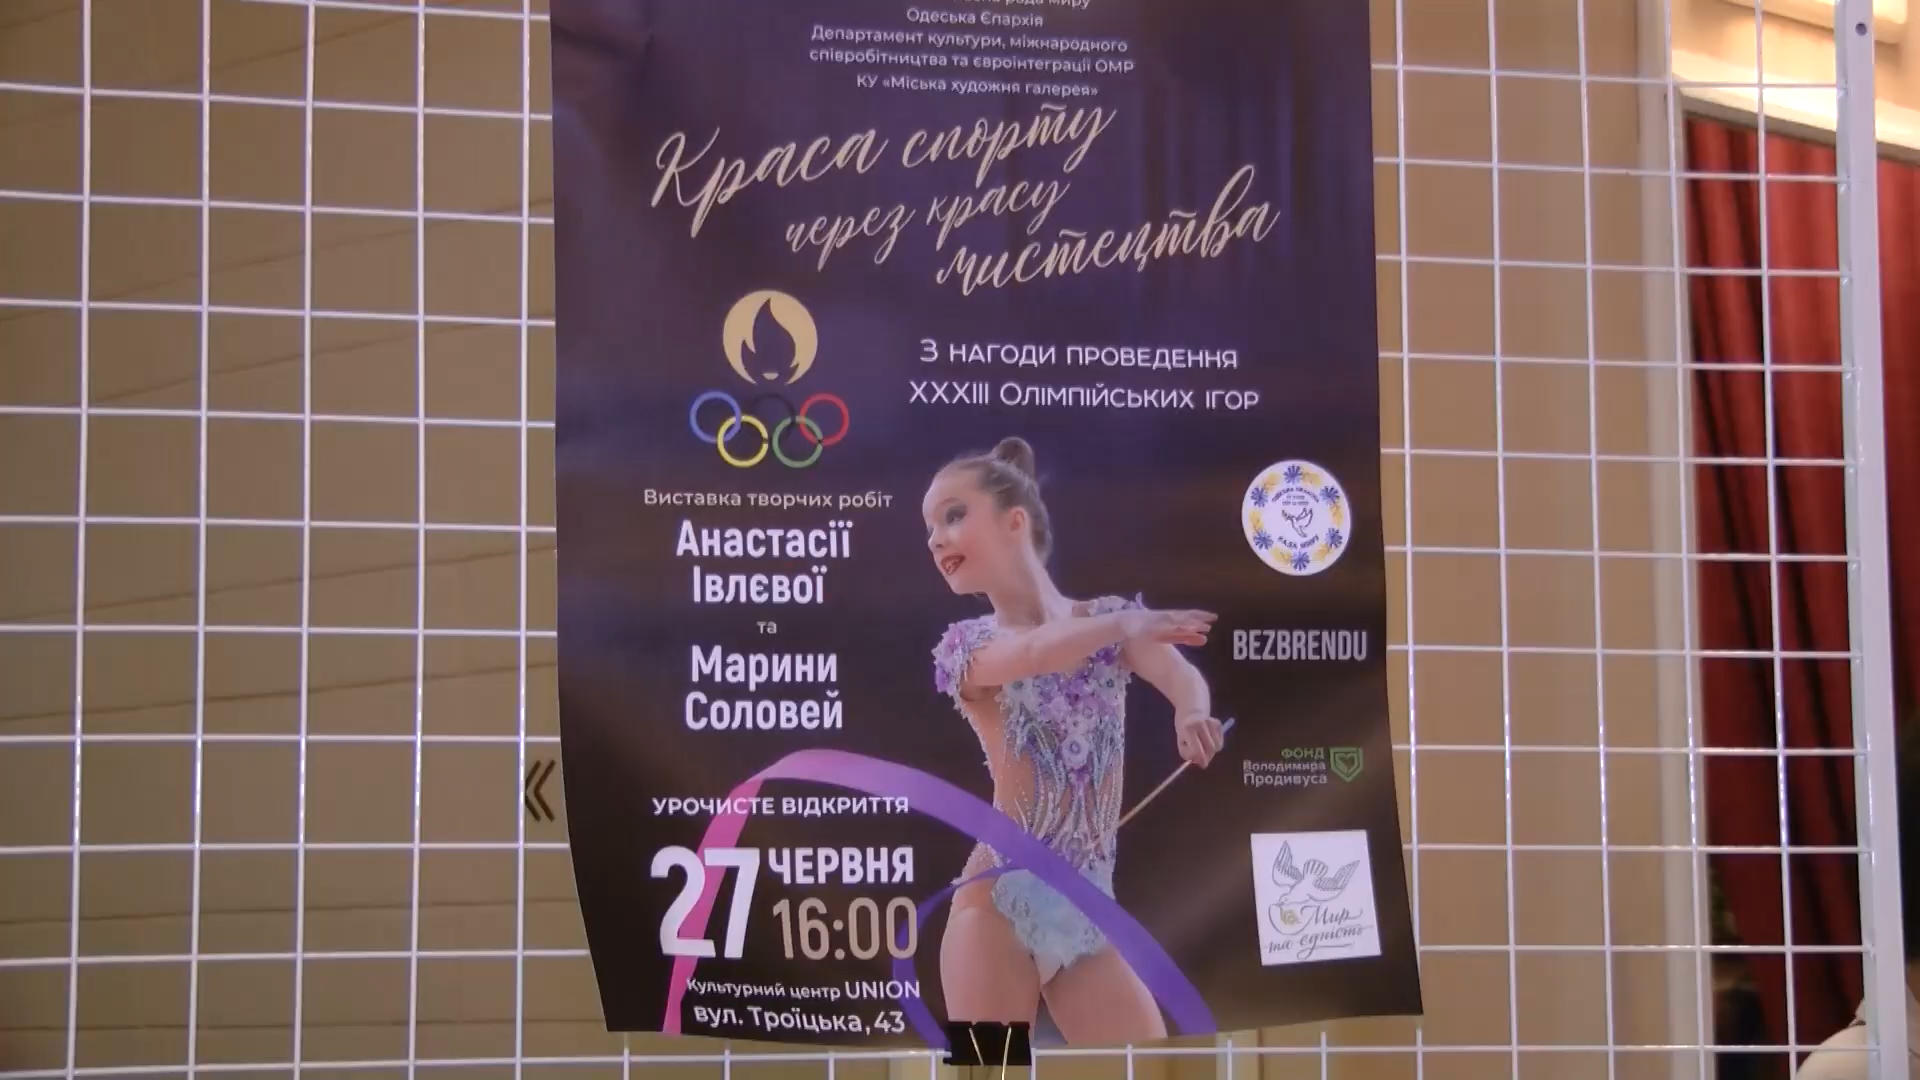 рада миру
Одеська Єпархія
Департамент культури, міжнародного
співробітництва та євроінтеграції ОМР
КУ «Міська художня галерея»
Краса спорту
через красу
мистецтва
З НАГОДИ ПРОВЕДЕННЯ
XXXIII ОЛІМПІЙСЬКИХ ІГОР
Виставка творчих робіт
Анастасії
Івлєвої
та
Марини
Соловей
BEZBRENDU
ФОНД
Володимира
Продивуса
УРОЧИСТЕ ВІДКРИТТЯ
27 ЧЕРВНЯ
16:00
Мир
та єдність
Культурний центр UNION
вул. Троїцька, 43